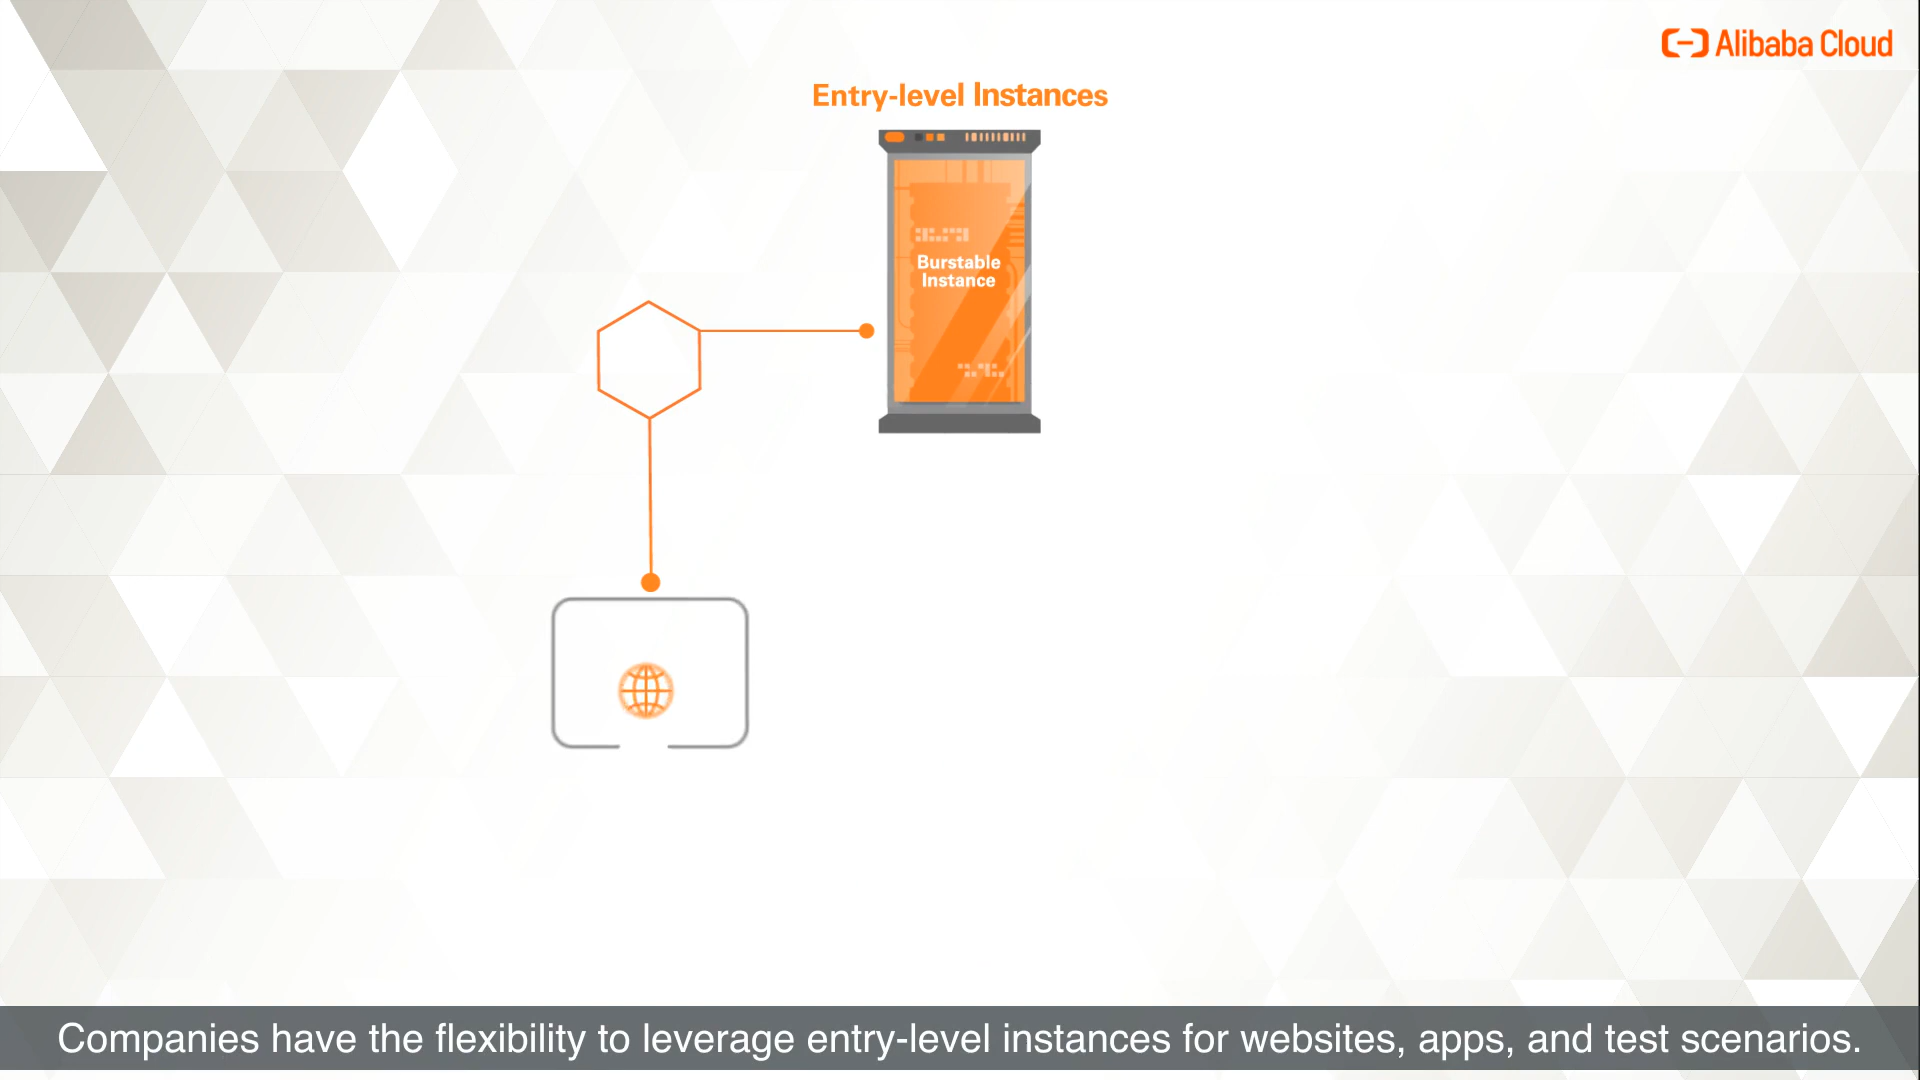 Alibaba Cloud
Entry-level Instances
Burstable
Instance
Companies have the flexibility to leverage entry-level instances for websites, apps, and test scenarios.